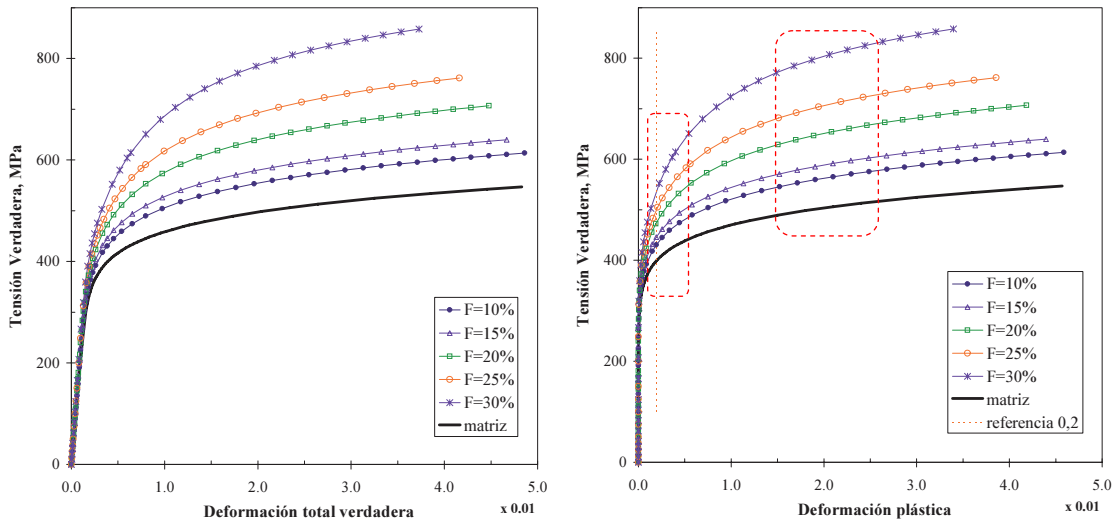 800
600
400
200
0
Tensión Verdadera, MPa
0.0 1.0 2.0 3.0 4.0 5.0
x 0.01
Deformación total verdadera
F=10%
F=15%
F=20%
F=25%
F=30%
matriz
800
600
400
200
0
Tensión Verdadera, MPa
0.0 1.0 2.0 3.0 4.0 5.0
x 0.01
Deformación plástica
F=10%
F=15%
F=20%
F=25%
F=30%
matriz
referencia 0,2